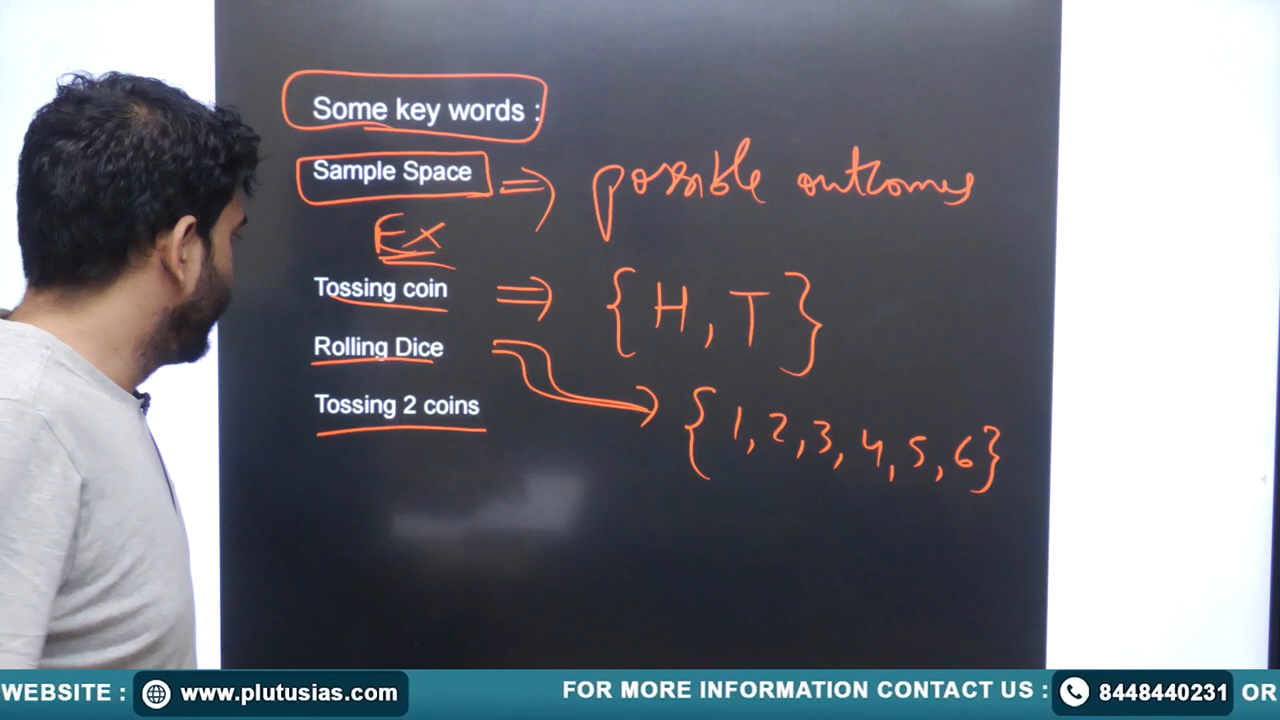 Some key words :
Sample Space ⇒ possible outcomes
Ex
Tossing coin ⇒ {H, T}
Rolling Dice → {1, 2, 3, 4, 5, 6}
Tossing 2 coins
WEBSITE : www.plutusias.com FOR MORE INFORMATION CONTACT US : 8448440231 OR